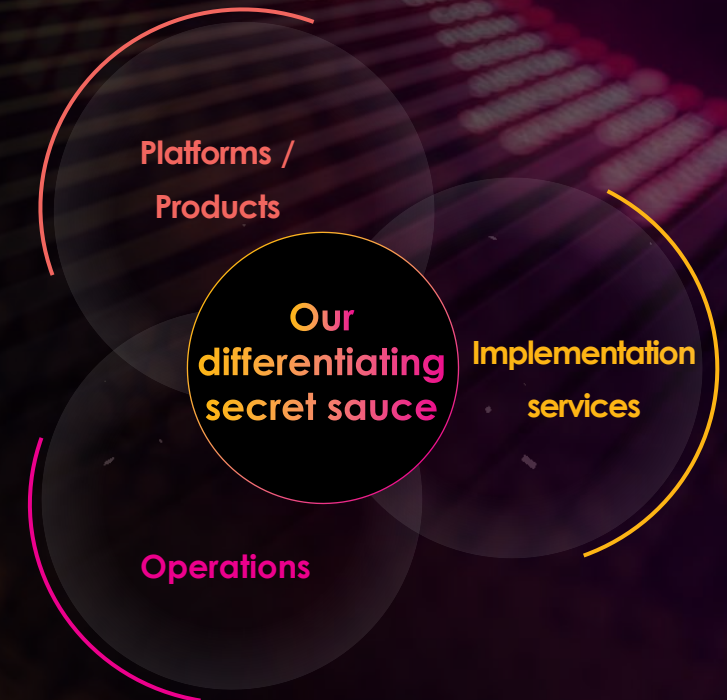 Platforms /
Products
Our
differentiating
secret sauce
Implementation
services
Operations